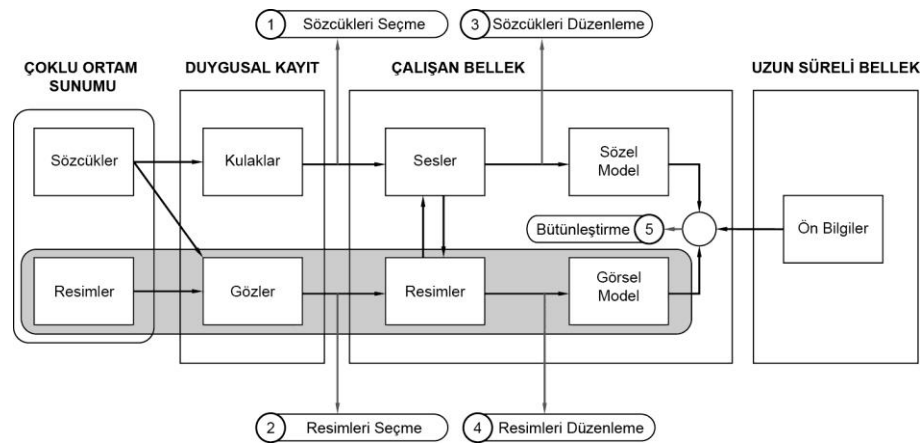 1 Sözcükleri Seçme
3 Sözcükleri Düzenleme
ÇOKLU ORTAM
SUNUMU
DUYGUSAL KAYIT
ÇALIŞAN BELLEK
UZUN SÜRELİ BELLEK
Sözcükler
Kulaklar
Sesler
Sözel
Model
Bütünleştirme 5
Ön Bilgiler
Resimler
Gözler
Resimler
Görsel
Model
2 Resimleri Seçme
4 Resimleri Düzenleme